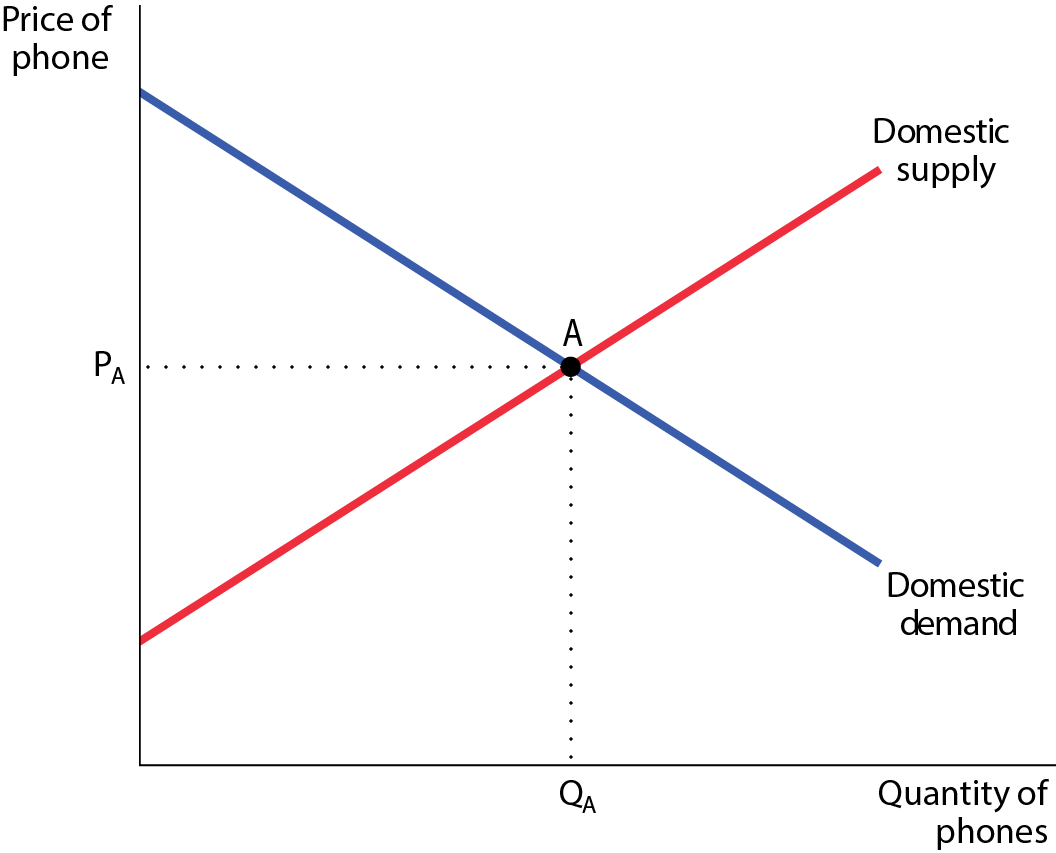 Price of
phone
Domestic
supply
A
PA
Domestic
demand
QA
Quantity of
phones